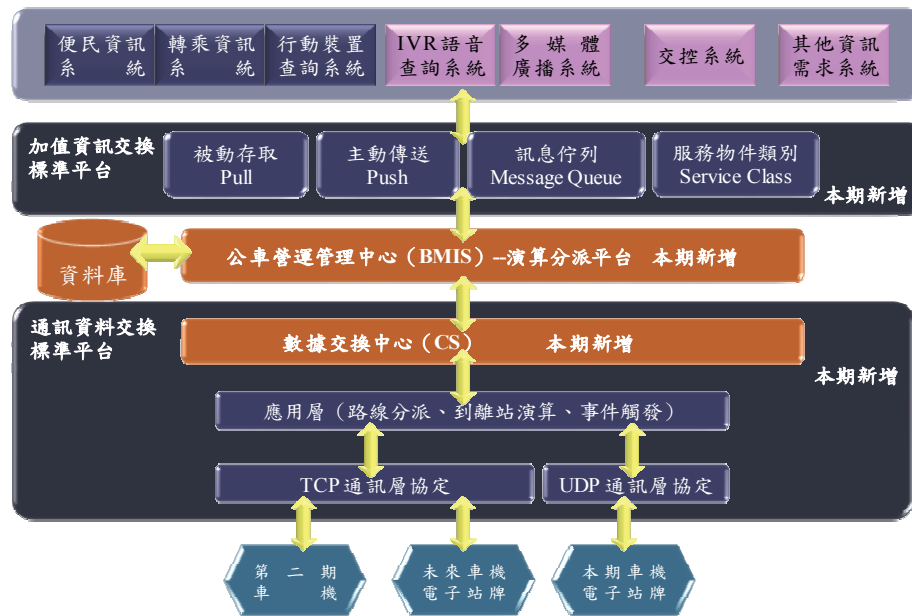 便民資訊
系統
轉乘資訊
系統
行動裝置
查詢系統
IVR語音
查詢系統
多媒體
廣播系統
交控系統
其他資訊
需求系統
加值資訊交換
標準平台
被動存取
Pull
主動傳送
Push
訊息佇列
Message Queue
服務物件類別
Service Class
本期新增
資料庫
公車營運管理中心（BMIS）--演算分派平台 本期新增
通訊資料交換
標準平台
數據交換中心（CS） 本期新增
本期新增
應用層（路線分派、到離站演算、事件觸發）
TCP通訊層協定
UDP通訊層協定
第二期
車機
未來車機
電子站牌
本期車機
電子站牌